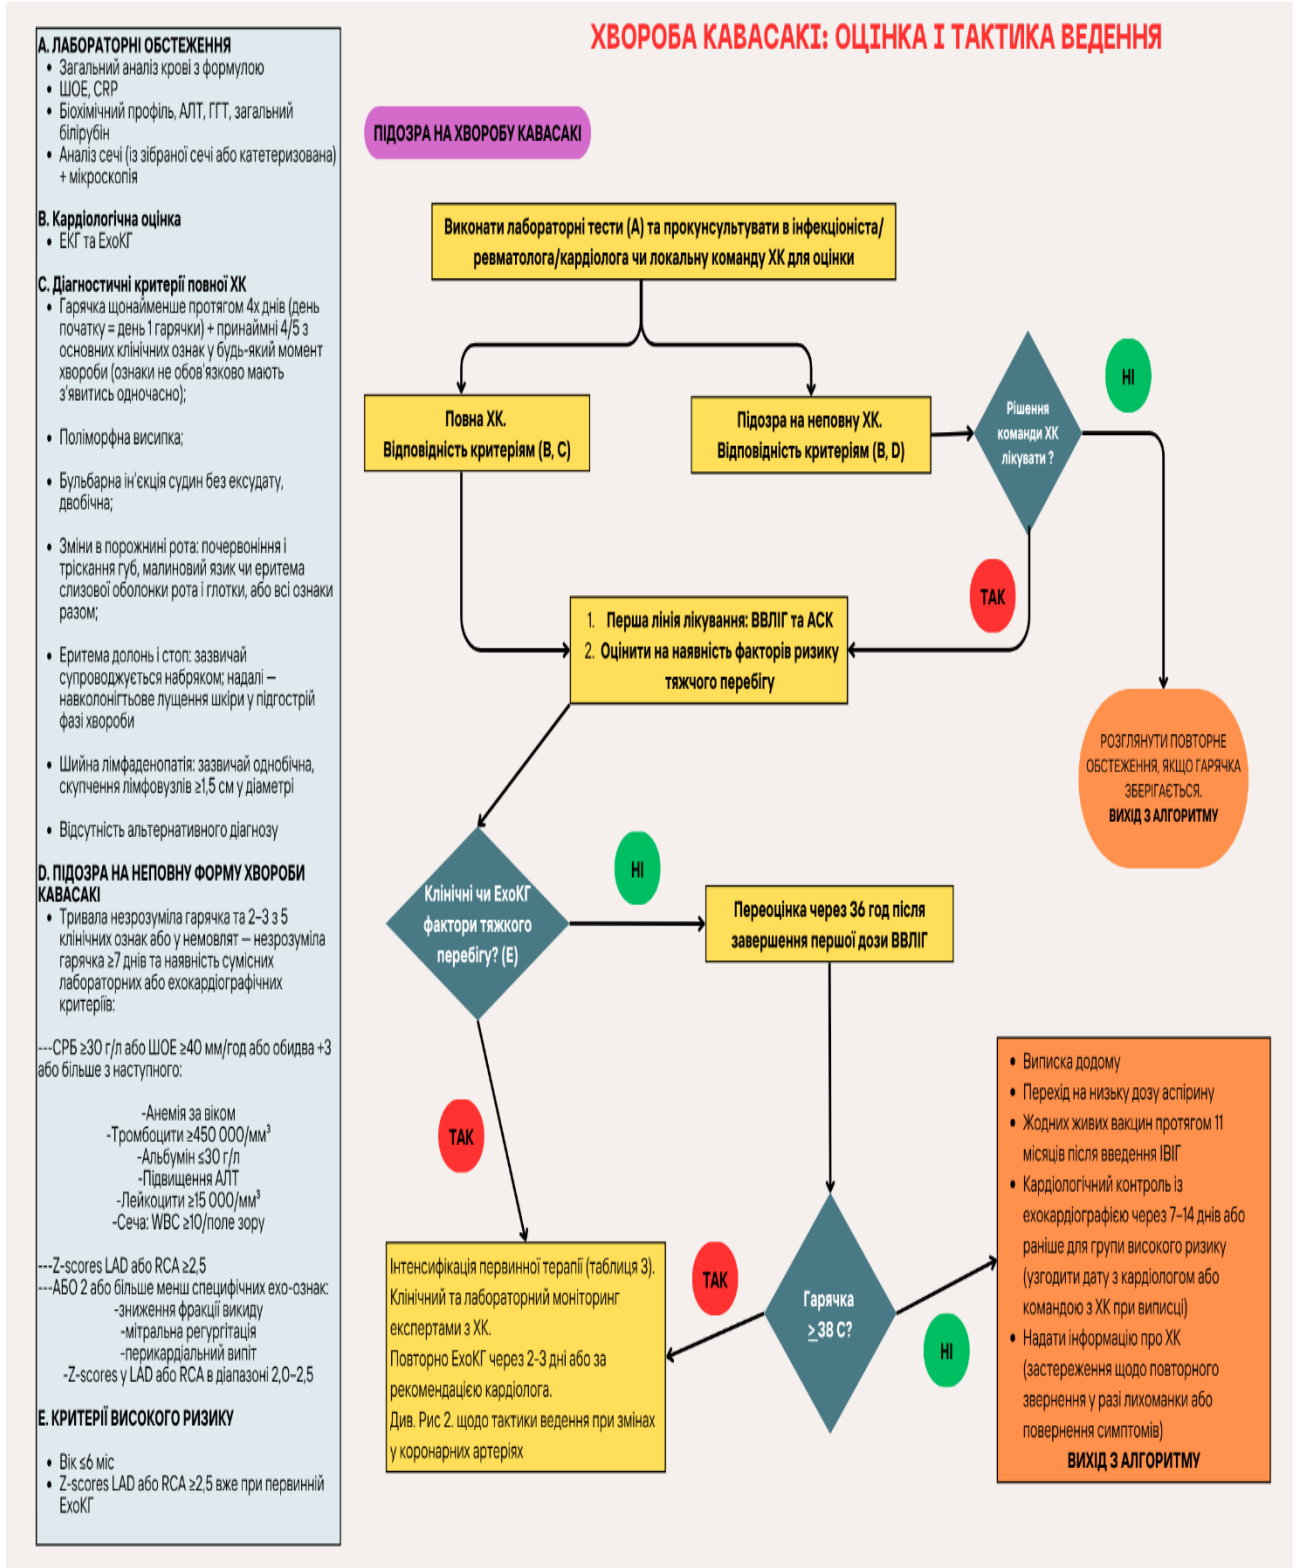 ХВОРОБА КАВАСАКІ: ОЦІНКА І ТАКТИКА ВЕДЕННЯ
А. ЛАБОРАТОРНІ ОБСТЕЖЕННЯ
• Загальний аналіз крові з формулою
• ШОЕ, CRP
• Біохімічний профіль, АЛТ, ГГТ, загальний
білірубін
• Аналіз сечі (із зібраної сечі або катетеризована)
+ мікроскопія
В. Кардіологічна оцінка
• ЕКГ та ЕхоКГ
С. Діагностичні критерії повної ХК
• Гарячка щонайменше протягом 4х днів (день
початку = день 1 гарячки) + принаймні 4/5 з
основних клінічних ознак у будь-який момент
хвороби (ознаки не обов'язково мають
з'явитись одночасно);
• Поліморфна висипка;
• Бульбарна ін'єкція судин без ексудату,
двобічна;
• Зміни в порожнині рота: почервоніння і
тріскання губ, малиновий язик чи еритема
слизової оболонки рота і глотки, або всі ознаки
разом;
• Еритема долонь і стоп: зазвичай
супроводжується набряком; надалі —
навколонігтьове лущення шкіри у підгострій
фазі хвороби
• Шийна лімфаденопатія: зазвичай однобічна,
скупчення лімфовузлів ≥1,5 см у діаметрі
• Відсутність альтернативного діагнозу
D. ПІДОЗРА НА НЕПОВНУ ФОРМУ ХВОРОБИ
КАВАСАКІ
• Тривала незрозуміла гарячка та 2–3 з 5
клінічних ознак або у немовлят — незрозуміла
гарячка ≥7 днів та наявність сумісних
лабораторних або ехокардіографічних
критеріїв:
---СРБ ≥30 г/л або ШОЕ ≥40 мм/год або обидва +3
або більше з наступного:
-Анемія за віком
-Тромбоцити ≥450 000/мм³
-Альбумін ≤30 г/л
-Підвищення АЛТ
-Лейкоцити ≥15 000/мм³
-Сеча: WBC ≥10/поле зору
---Z-scores LAD або RCA ≥2,5
---АБО 2 або більше менш специфічних ехо-ознак:
-зниження фракції викиду
-мітральна регургітація
-перикардіальний випіт
-Z-scores у LAD або RCA в діапазоні 2,0–2,5
Е. КРИТЕРІЇ ВИСОКОГО РИЗИКУ
• Вік ≤6 міс
• Z-scores LAD або RCA ≥2,5 вже при первинній
ЕхоКГ
ПІДОЗРА НА ХВОРОБУ КАВАСАКІ
Виконати лабораторні тести (А) та прокунсультувати в інфекціоніста/
ревматолога/кардіолога чи локальну команду ХК для оцінки
Повна ХК.
Відповідність критеріям (В, С)
Підозра на неповну ХК.
Відповідність критеріям (В, D)
Рішення
команди ХК
лікувати ?
НІ
ТАК
1. Перша лінія лікування: ВВЛІГ та АСК
2. Оцінити на наявність факторів ризику
тяжчого перебігу
РОЗГЛЯНУТИ ПОВТОРНЕ
ОБСТЕЖЕННЯ, ЯКЩО ГАРЯЧКА
ЗБЕРІГАЄТЬСЯ.
ВИХІД З АЛГОРИТМУ
Клінічні чи ЕхоКГ
фактори тяжкого
перебігу? (Е)
НІ
Переоцінка через 36 год після
завершення першої дози ВВЛІГ
ТАК
Інтенсифікація первинної терапії (таблиця 3).
Клінічний та лабораторний моніторинг
експертами з ХК.
Повторно ЕхоКГ через 2-3 дні або за
рекомендацією кардіолога.
Див. Рис 2. щодо тактики ведення при змінах
у коронарних артеріях
ТАК
Гарячка
≥38 С?
НІ
• Виписка додому
• Перехід на низьку дозу аспірину
• Жодних живих вакцин протягом 11
місяців після введення ІВІГ
• Кардіологічний контроль із
ехокардіографією через 7–14 днів або
раніше для групи високого ризику
(узгодити дату з кардіологом або
командою з ХК при виписці)
• Надати інформацію про ХК
(застереження щодо повторного
звернення у разі лихоманки або
повернення симптомів)
ВИХІД З АЛГОРИТМУ